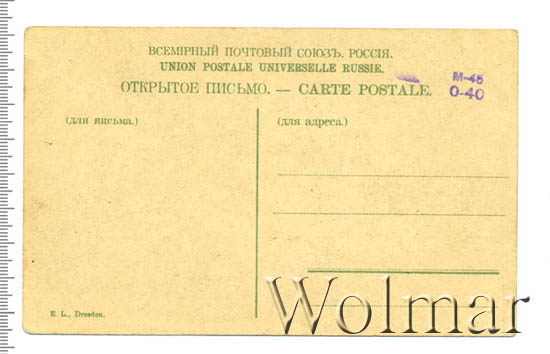 ВСЕМІРНЫЙ ПОЧТОВЫЙ СОЮЗЪ. РОССІЯ.
UNION POSTALE UNIVERSELLE RUSSIE.
ОТКРЫТОЕ ПИСЬМО. — CARTE POSTALE.
М-45
0-40
(для письма.)
(для адреса.)
E. L., Dresden.
Wolmar